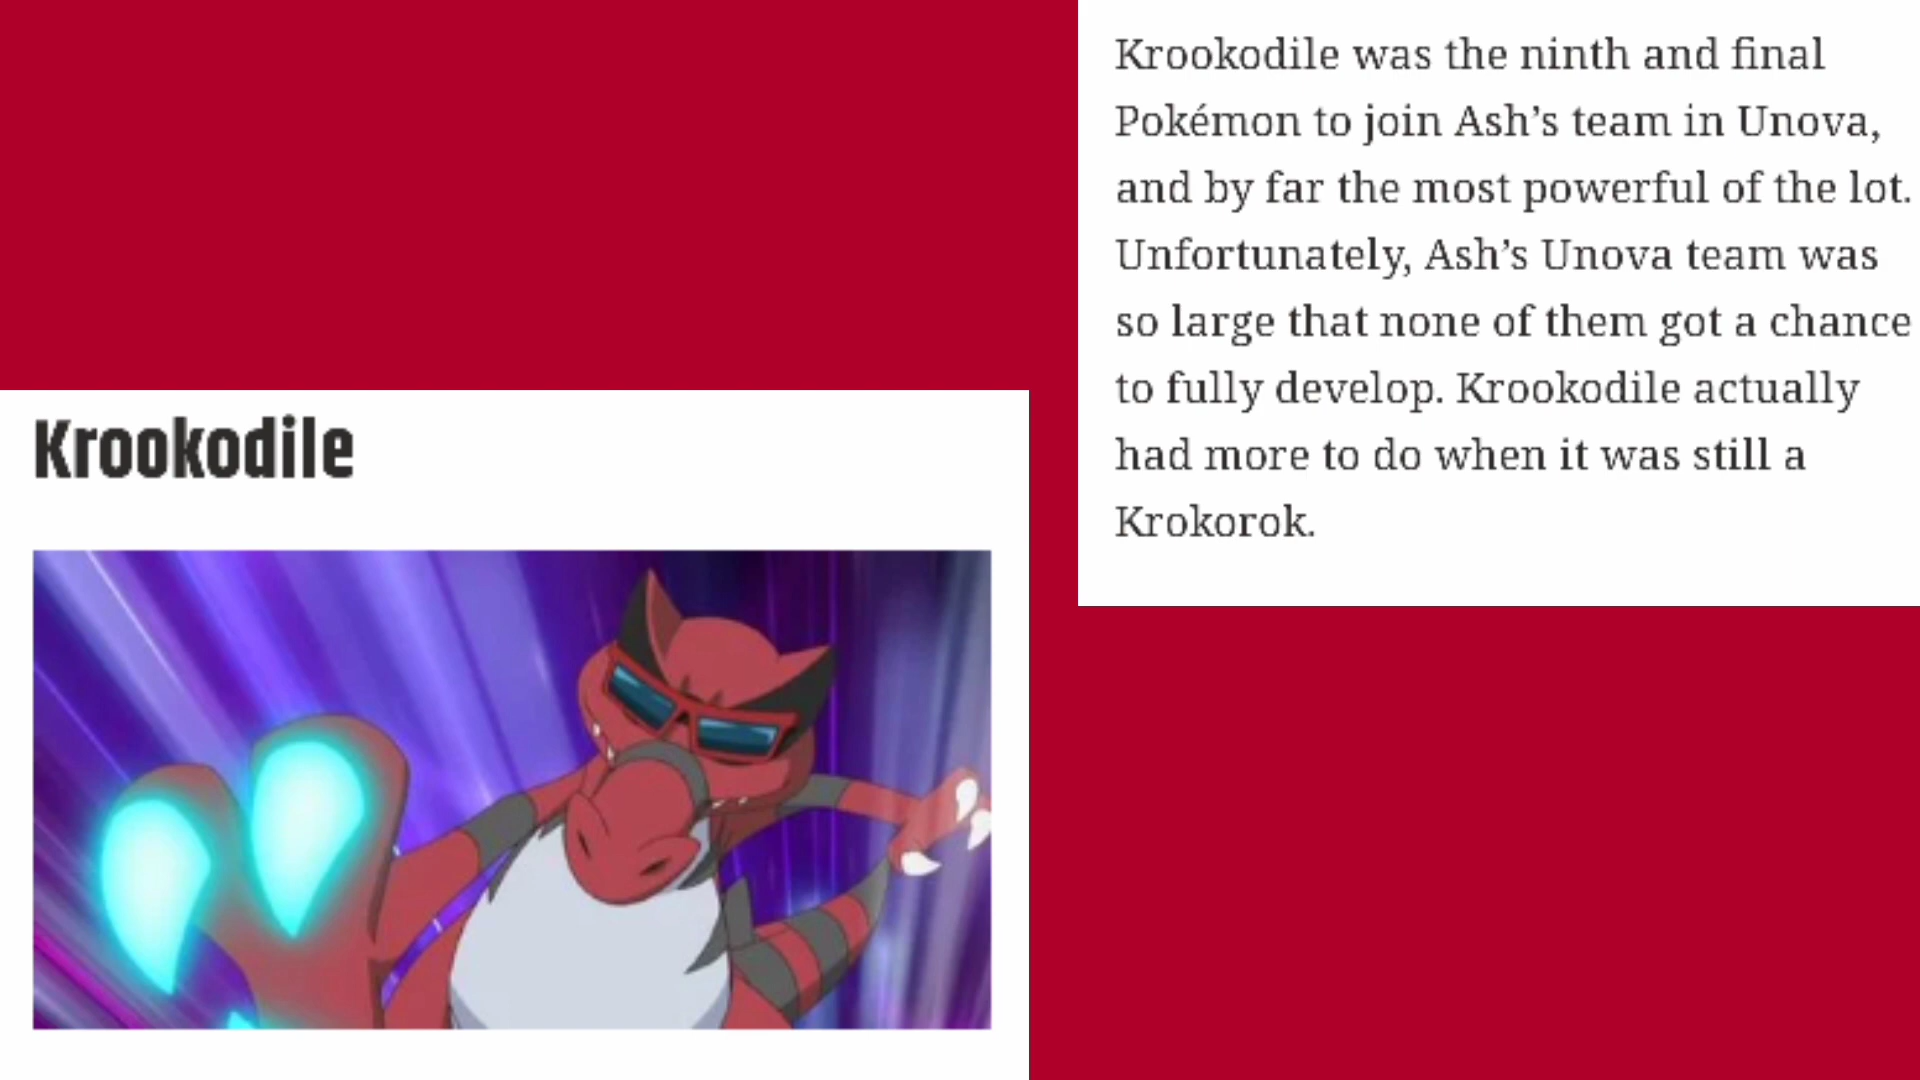 Krookodile
Krookodile was the ninth and final
Pokémon to join Ash’s team in Unova,
and by far the most powerful of the lot.
Unfortunately, Ash’s Unova team was
so large that none of them got a chance
to fully develop. Krookodile actually
had more to do when it was still a
Krokorok.